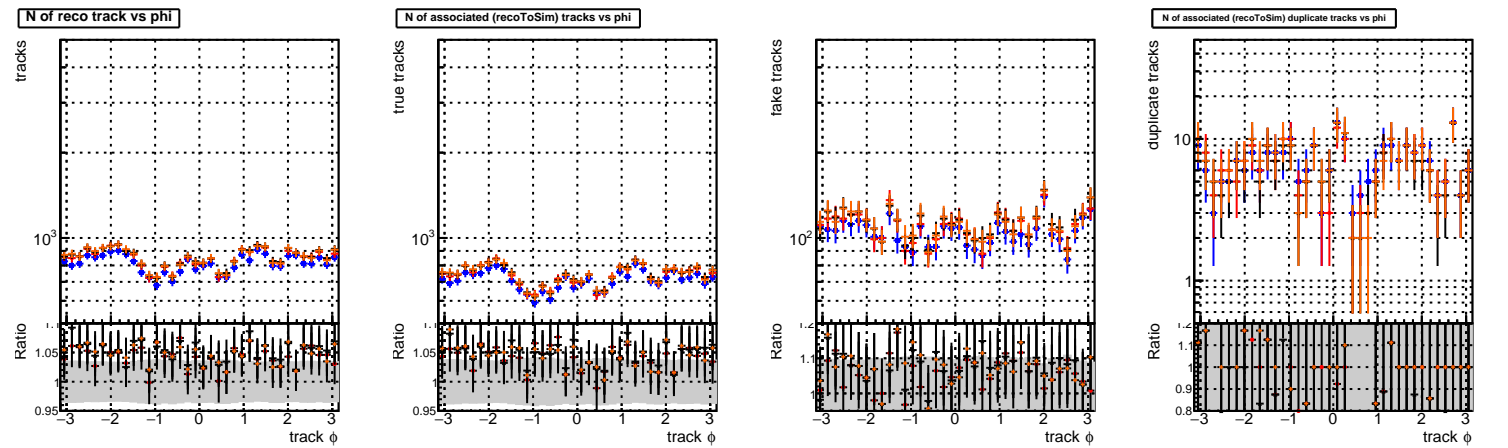 N of reco track vs phi
tracks
10³
Ratio
1.1
1.05
1
0.95
−3 −2 −1 0 1 2 3
track ϕ
N of associated (recoToSim) tracks vs phi
true tracks
10³
Ratio
1.1
1.05
1
0.95
−3 −2 −1 0 1 2 3
track ϕ
fake tracks
10²
Ratio
1.2
1.1
1
−3 −2 −1 0 1 2 3
track ϕ
N of associated (recoToSim) duplicate tracks vs phi
duplicate tracks
10
1
Ratio
1.2
1.1
1
0.9
0.8
−3 −2 −1 0 1 2 3
track ϕ